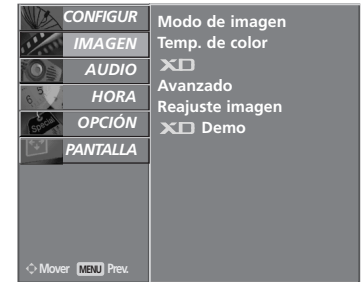 CONFIGUR
IMAGEN
AUDIO
HORA
OPCIÓN
PANTALLA
Mover MENU Prev.
Modo de imagen
Temp. de color
XD
Avanzado
Reajuste imagen
XD Demo